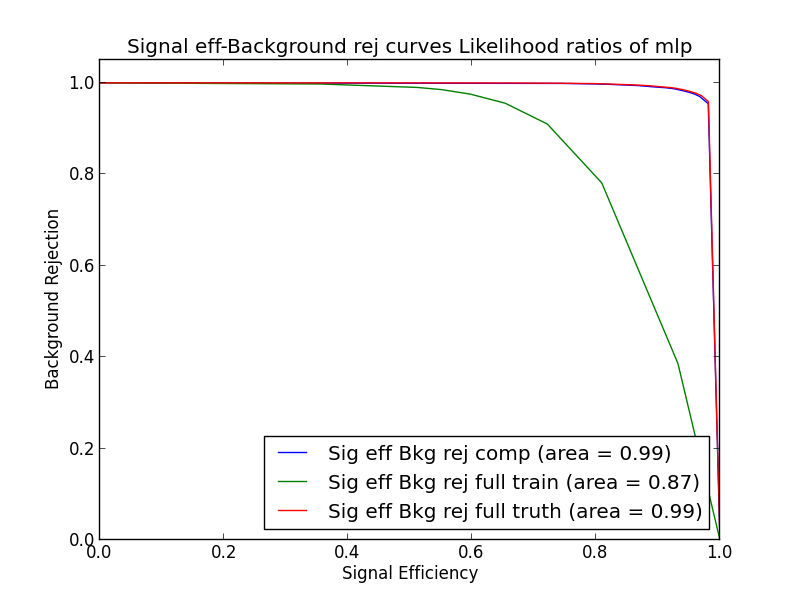 Signal eff-Background rej curves Likelihood ratios of mlp
1.0
0.8
0.6
0.4
0.2
0.0
Background Rejection
Sig eff Bkg rej comp (area = 0.99)
Sig eff Bkg rej full train (area = 0.87)
Sig eff Bkg rej full truth (area = 0.99)
0.0 0.2 0.4 0.6 0.8 1.0
Signal Efficiency